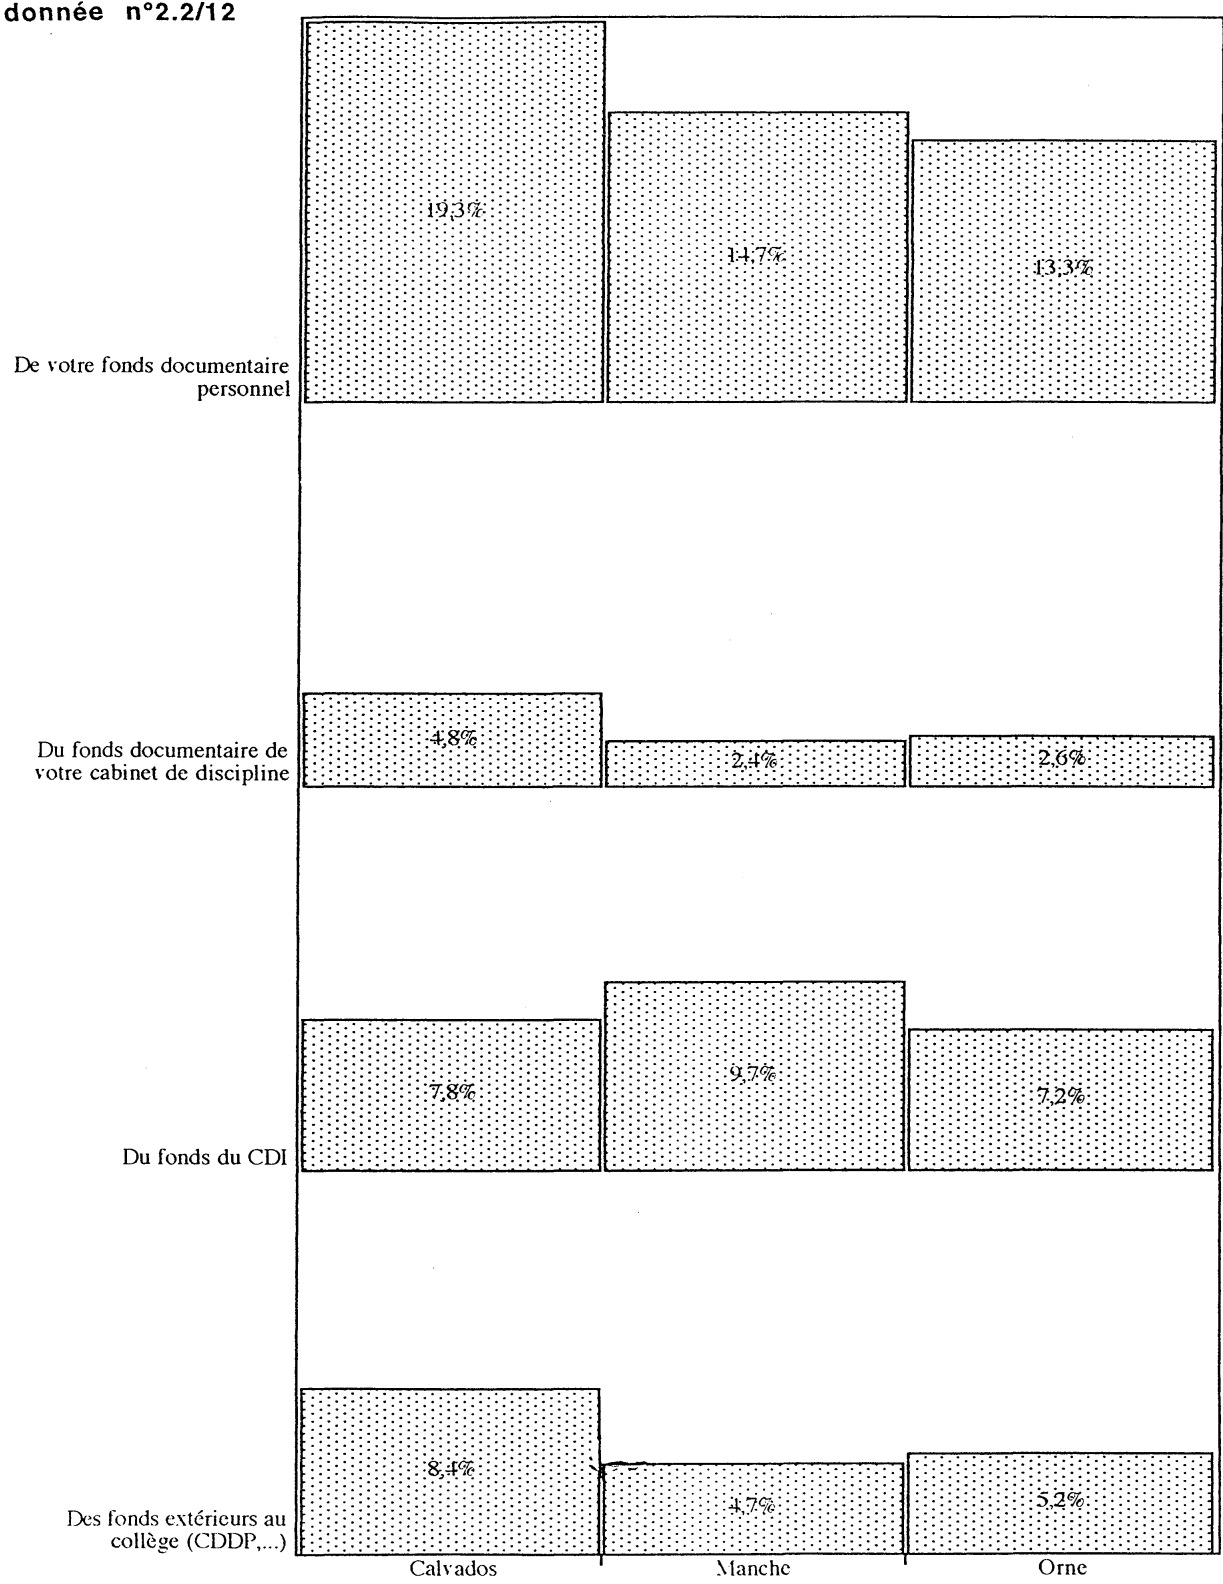 donnée n°2.2/12
19,3%
14,7%
13,3%
De votre fonds documentaire
personnel
4,8%
2,4%
2,6%
Du fonds documentaire de
votre cabinet de discipline
7,8%
9,7%
7,2%
Du fonds du CDI
8,4%
4,7%
5,2%
Des fonds extérieurs au
collège (CDDP,...)
Calvados Manche Orne